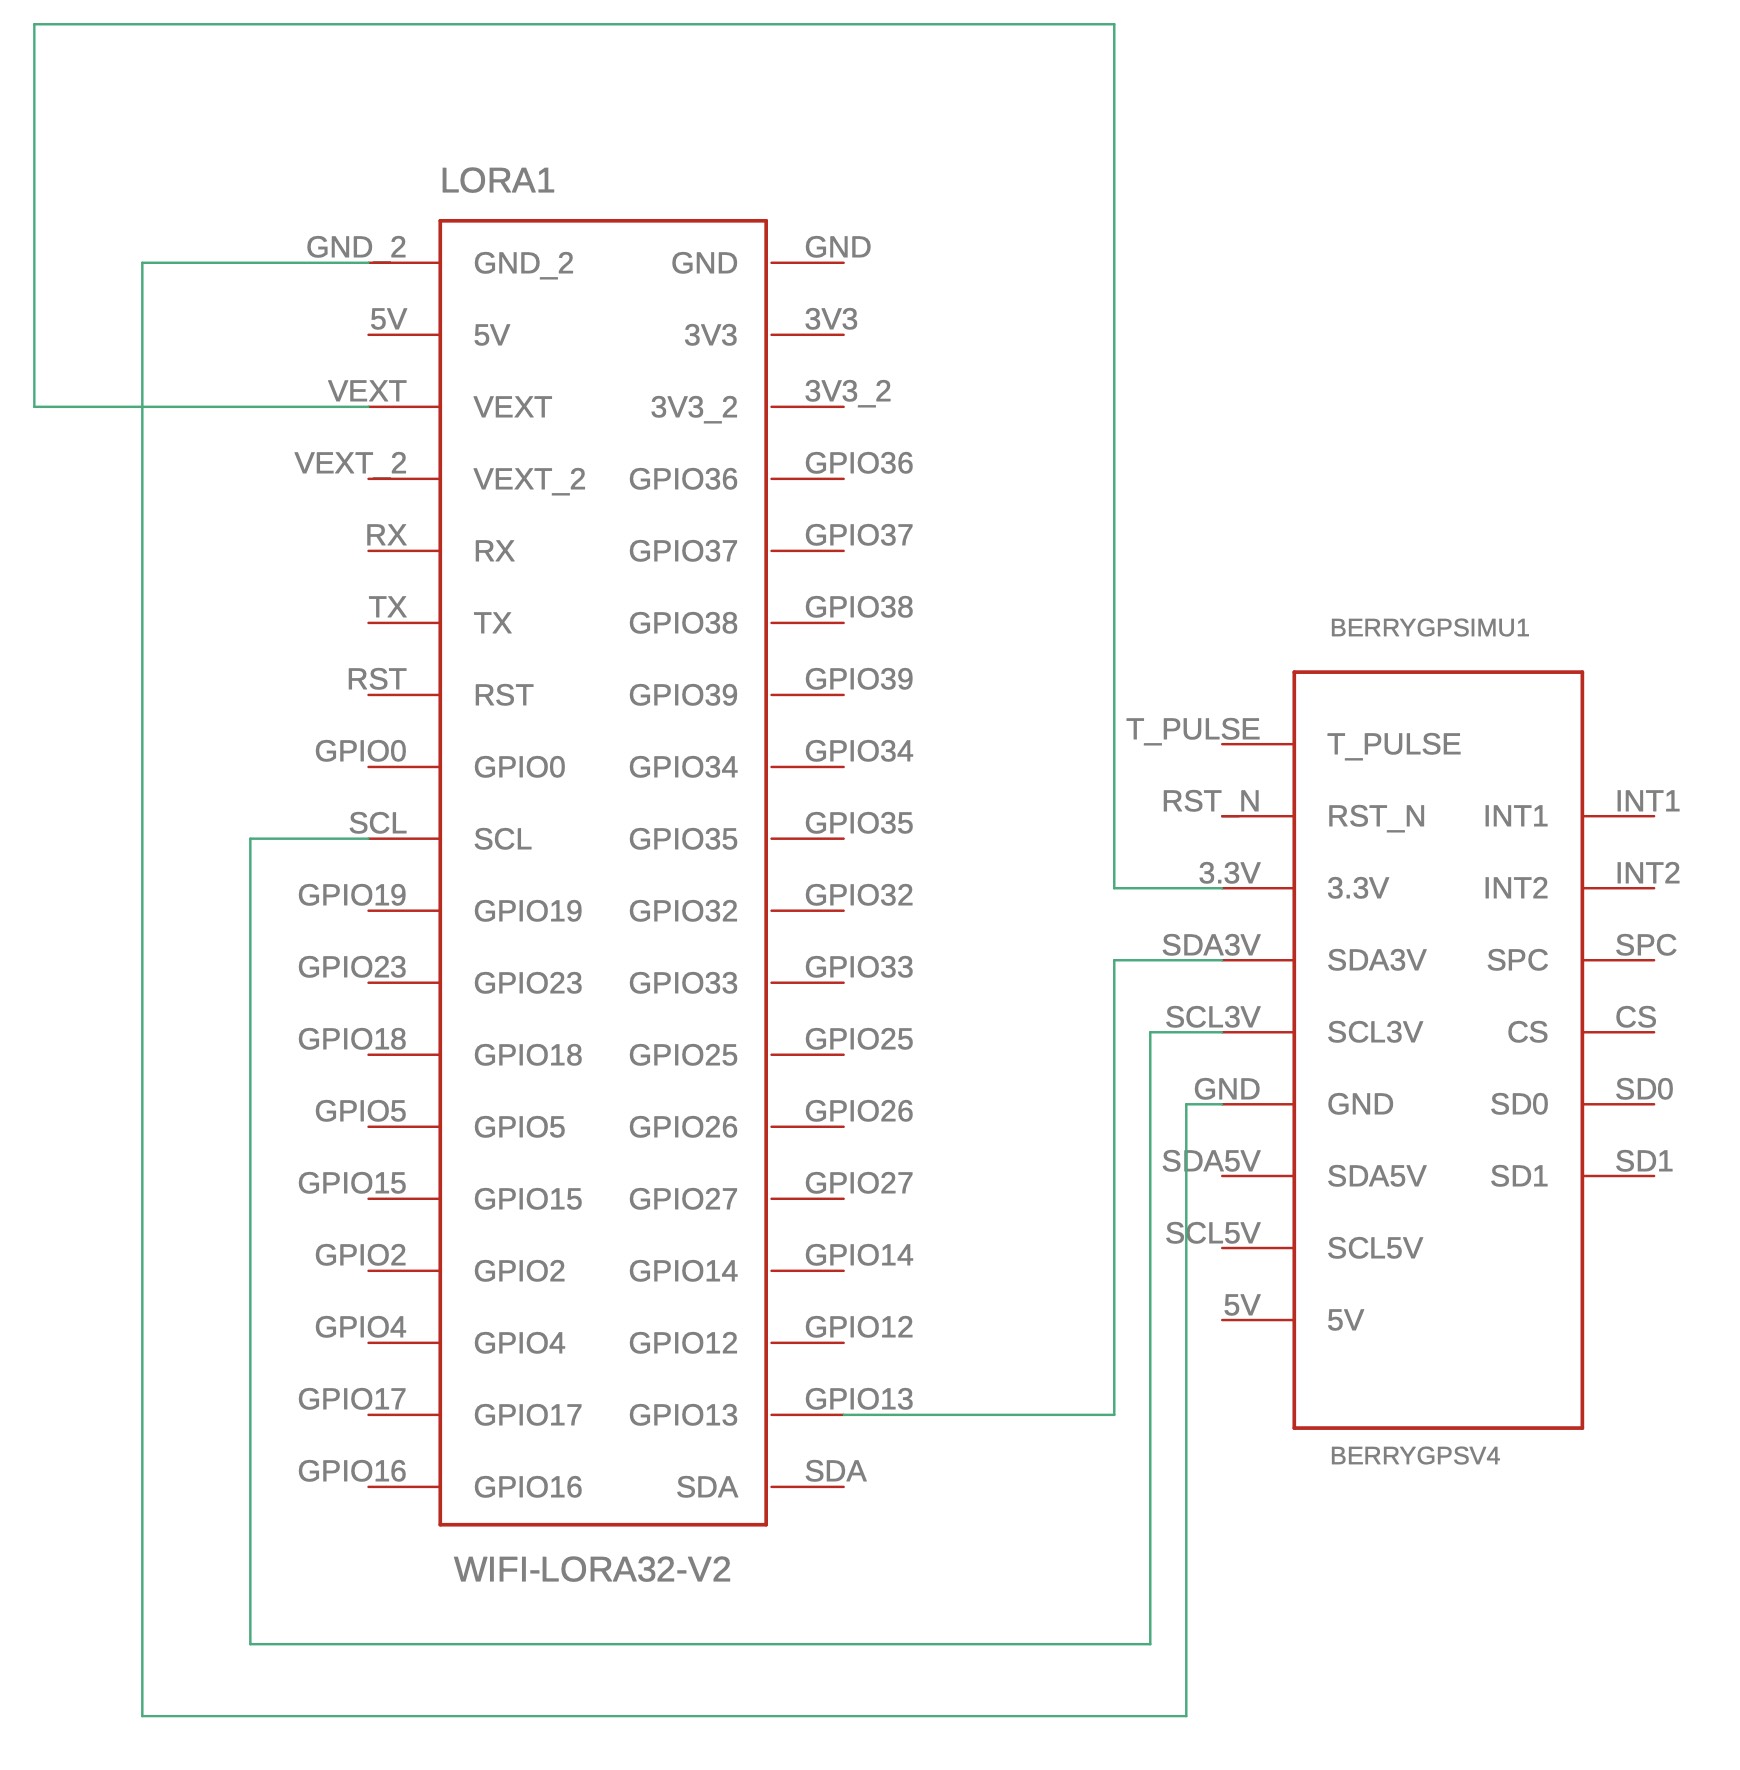 LORA1
GND_2 GND_2 GND GND
5V 5V 3V3 3V3
VEXT VEXT 3V3_2 3V3_2
VEXT_2 VEXT_2 GPIO36 GPIO36
RX RX GPIO37 GPIO37
TX TX GPIO38 GPIO38
RST RST GPIO39 GPIO39
GPIO0 GPIO0 GPIO34 GPIO34
SCL SCL GPIO35 GPIO35
GPIO19 GPIO19 GPIO32 GPIO32
GPIO23 GPIO23 GPIO33 GPIO33
GPIO18 GPIO18 GPIO25 GPIO25
GPIO5 GPIO5 GPIO26 GPIO26
GPIO15 GPIO15 GPIO27 GPIO27
GPIO2 GPIO2 GPIO14 GPIO14
GPIO4 GPIO4 GPIO12 GPIO12
GPIO17 GPIO17 GPIO13 GPIO13
GPIO16 GPIO16 SDA SDA
WIFI-LORA32-V2
BERRYGPSIMU1
T_PULSE T_PULSE
RST_N RST_N INT1 INT1
3.3V 3.3V INT2 INT2
SDA3V SDA3V SPC SPC
SCL3V SCL3V CS CS
GND GND SD0 SD0
SDA5V SDA5V SD1 SD1
SCL5V SCL5V
5V 5V
BERRYGPSV4